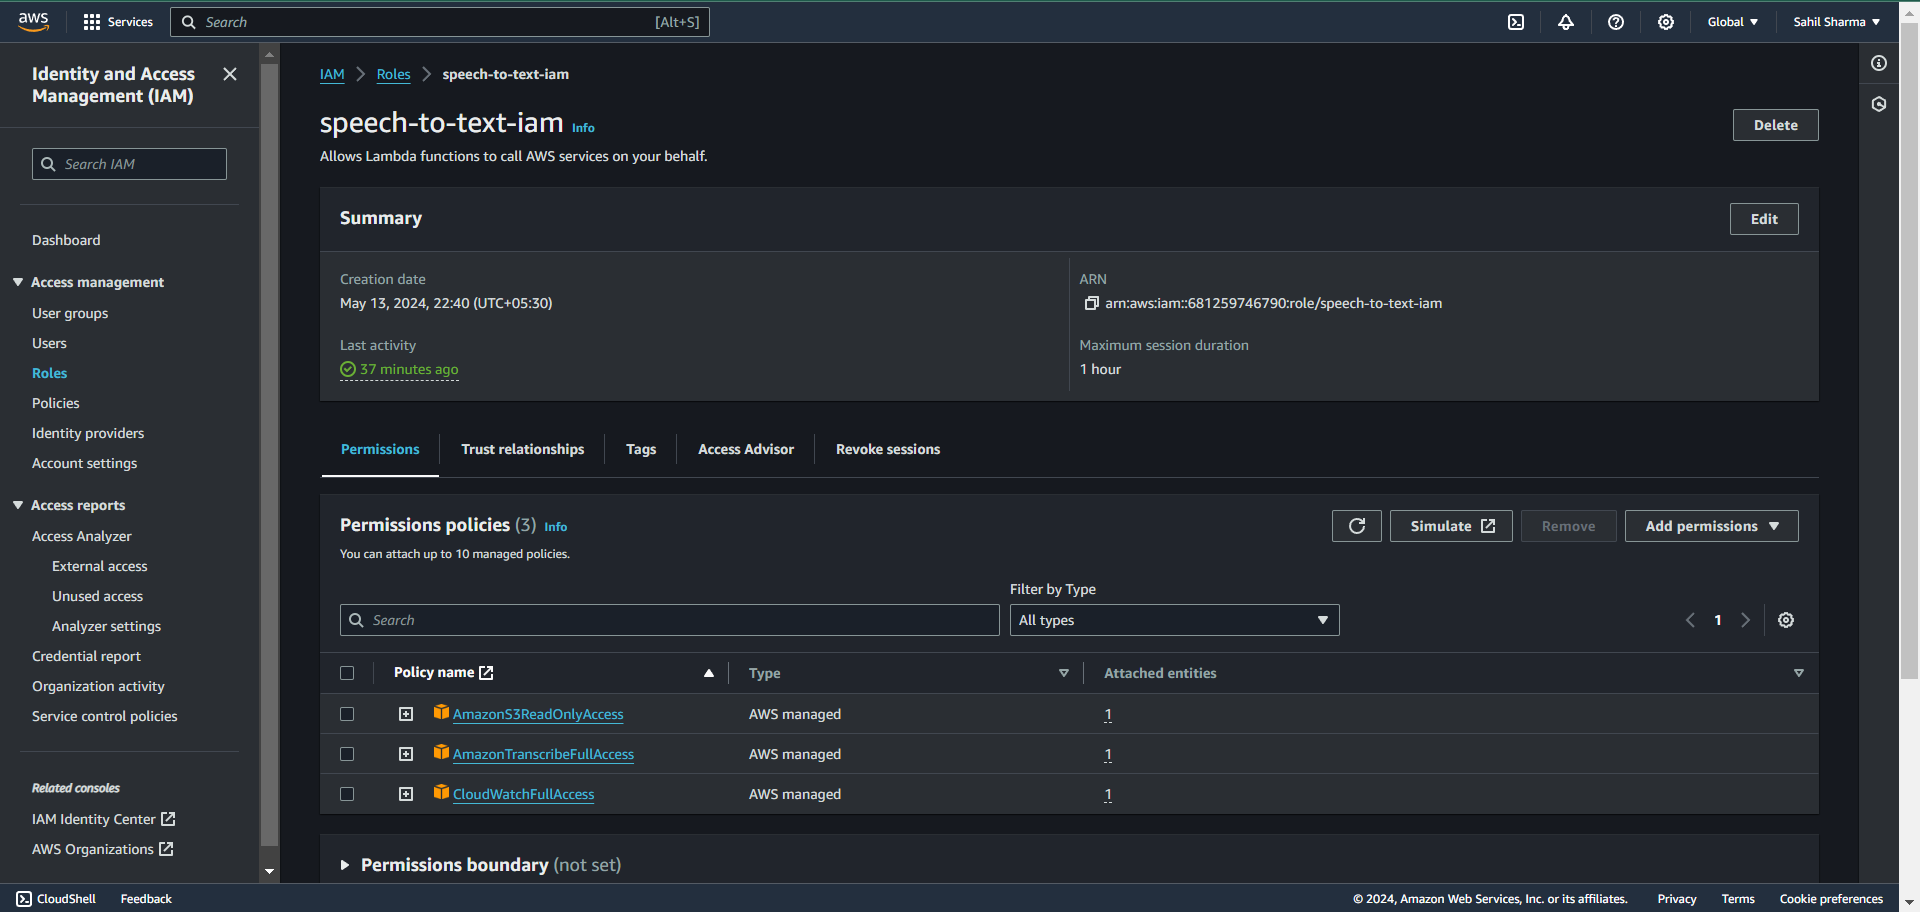 aws
Services
Search
[Alt+S]
Global
Sahil Sharma
Identity and Access
Management (IAM)
Search IAM
Dashboard
Access management
User groups
Users
Roles
Policies
Identity providers
Account settings
Access reports
Access Analyzer
External access
Unused access
Analyzer settings
Credential report
Organization activity
Service control policies
Related consoles
IAM Identity Center
AWS Organizations
IAM > Roles > speech-to-text-iam
speech-to-text-iam Info
Delete
Allows Lambda functions to call AWS services on your behalf.
Summary
Edit
Creation date
May 13, 2024, 22:40 (UTC+05:30)
ARN
arn:aws:iam::681259746790:role/speech-to-text-iam
Last activity
37 minutes ago
Maximum session duration
1 hour
Permissions
Trust relationships
Tags
Access Advisor
Revoke sessions
Permissions policies (3) Info
You can attach up to 10 managed policies.
Simulate
Remove
Add permissions
Filter by Type
Search
All types
1
Policy name
Type
Attached entities
AmazonS3ReadOnlyAccess AWS managed 1
AmazonTranscribeFullAccess AWS managed 1
CloudWatchFullAccess AWS managed 1
Permissions boundary (not set)
CloudShell
Feedback
© 2024, Amazon Web Services, Inc. or its affiliates.
Privacy
Terms
Cookie preferences